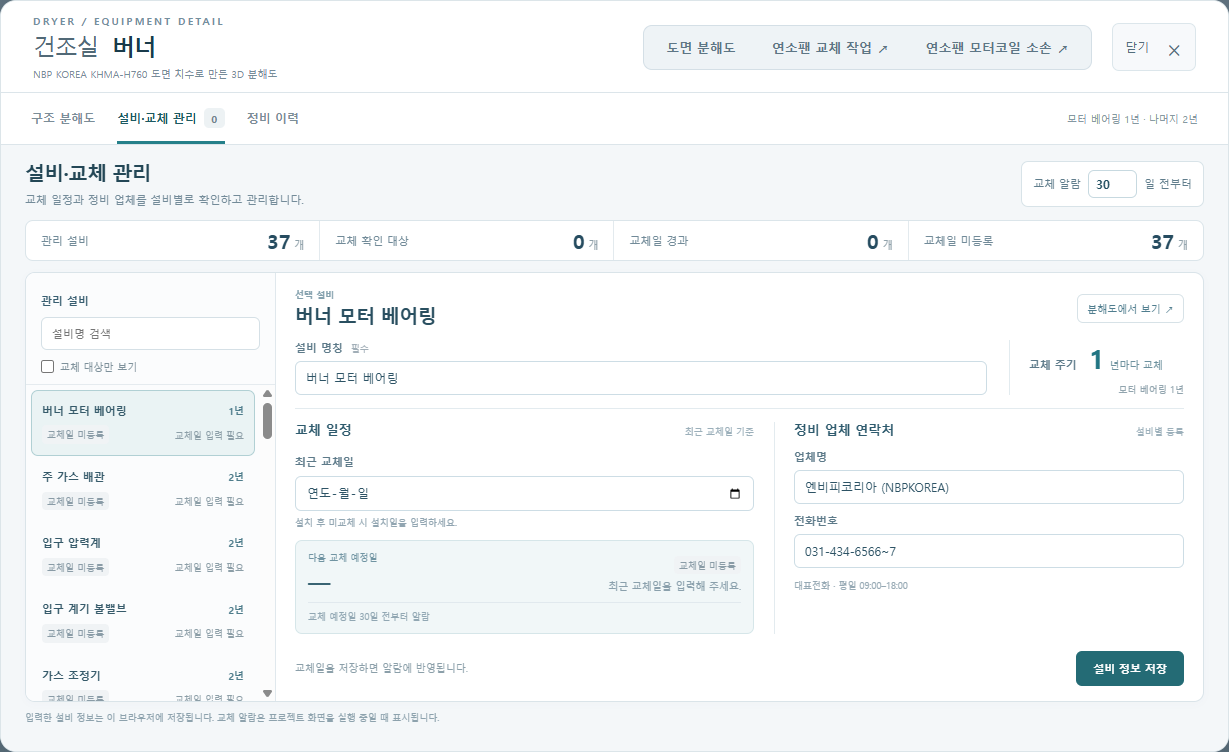 DRYER / EQUIPMENT DETAIL
건조실 버너
NBP KOREA KHMA-H760 도면 치수로 만든 3D 분해도
도면 분해도 연소팬 교체 작업 ↗ 연소팬 모터코일 소손 ↗
닫기 ×
구조 분해도 설비·교체 관리 0 정비 이력
모터 베어링 1년 · 나머지 2년
설비·교체 관리
교체 일정과 정비 업체를 설비별로 확인하고 관리합니다.
교체 알람 30 일 전부터
관리 설비 37 개
교체 확인 대상 0 개
교체일 경과 0 개
교체일 미등록 37 개
관리 설비
설비명 검색
교체 대상만 보기
버너 모터 베어링 1년
교체일 미등록 교체일 입력 필요
주 가스 배관 2년
교체일 미등록 교체일 입력 필요
입구 압력계 2년
교체일 미등록 교체일 입력 필요
입구 계기 볼밸브 2년
교체일 미등록 교체일 입력 필요
가스 조정기 2년
교체일 미등록 교체일 입력 필요
선택 설비
버너 모터 베어링
분해도에서 보기 ↗
설비 명칭 필수
버너 모터 베어링
교체 주기 1 년마다 교체
모터 베어링 1년
교체 일정 최근 교체일 기준
최근 교체일
연도-월-일
설치 후 미교체 시 설치일을 입력하세요.
다음 교체 예정일
교체일 미등록
—
최근 교체일을 입력해 주세요.
교체 예정일 30일 전부터 알람
정비 업체 연락처 설비별 등록
업체명
엔비피코리아 (NBPKOREA)
전화번호
031-434-6566~7
대표전화 · 평일 09:00–18:00
교체일을 저장하면 알람에 반영됩니다.
설비 정보 저장
입력한 설비 정보는 이 브라우저에 저장됩니다. 교체 알람은 프로젝트 화면을 실행 중일 때 표시됩니다.